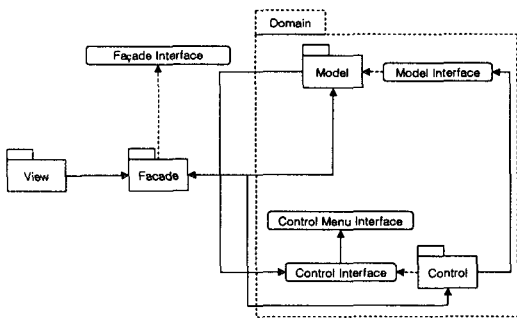 Domain
Façade Interface
Model
Model Interface
View
Facade
Control Menu Interface
Control Interface
Control